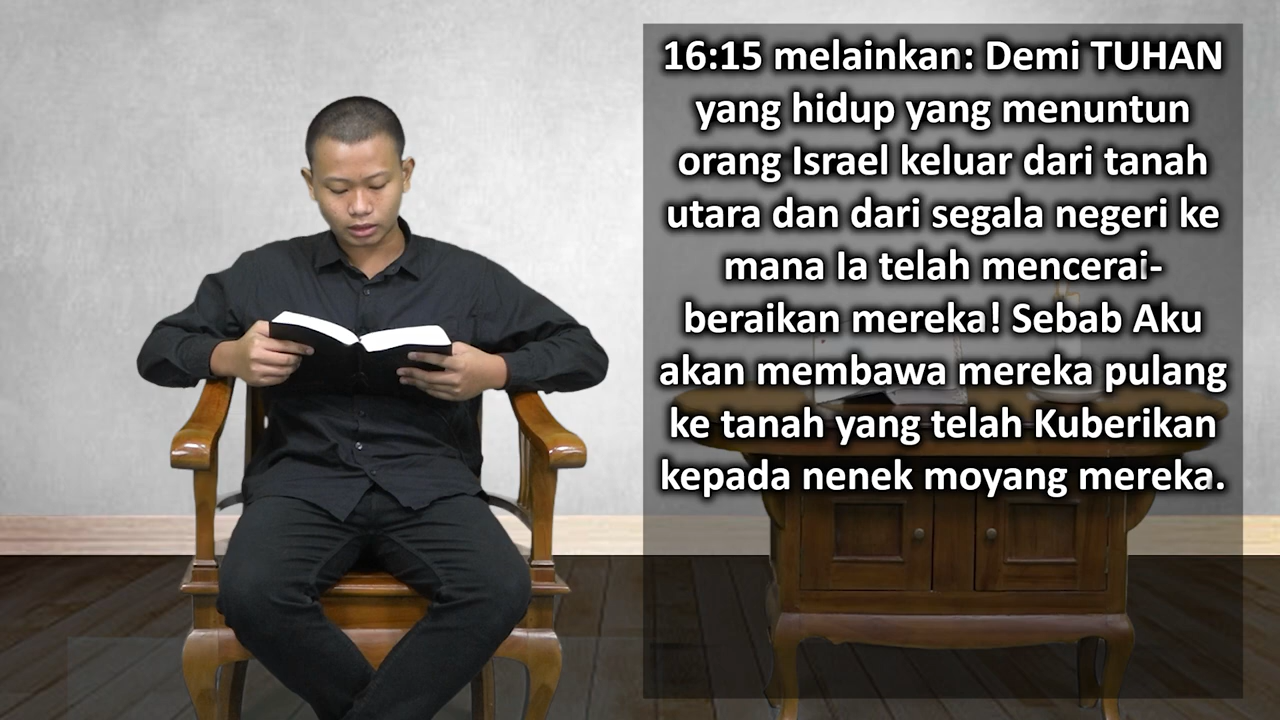 16:15 melainkan: Demi TUHAN
yang hidup yang menuntun
orang Israel keluar dari tanah
utara dan dari segala negeri ke
mana Ia telah mencerai-
beraikan mereka! Sebab Aku
akan membawa mereka pulang
ke tanah yang telah Kuberikan
kepada nenek moyang mereka.